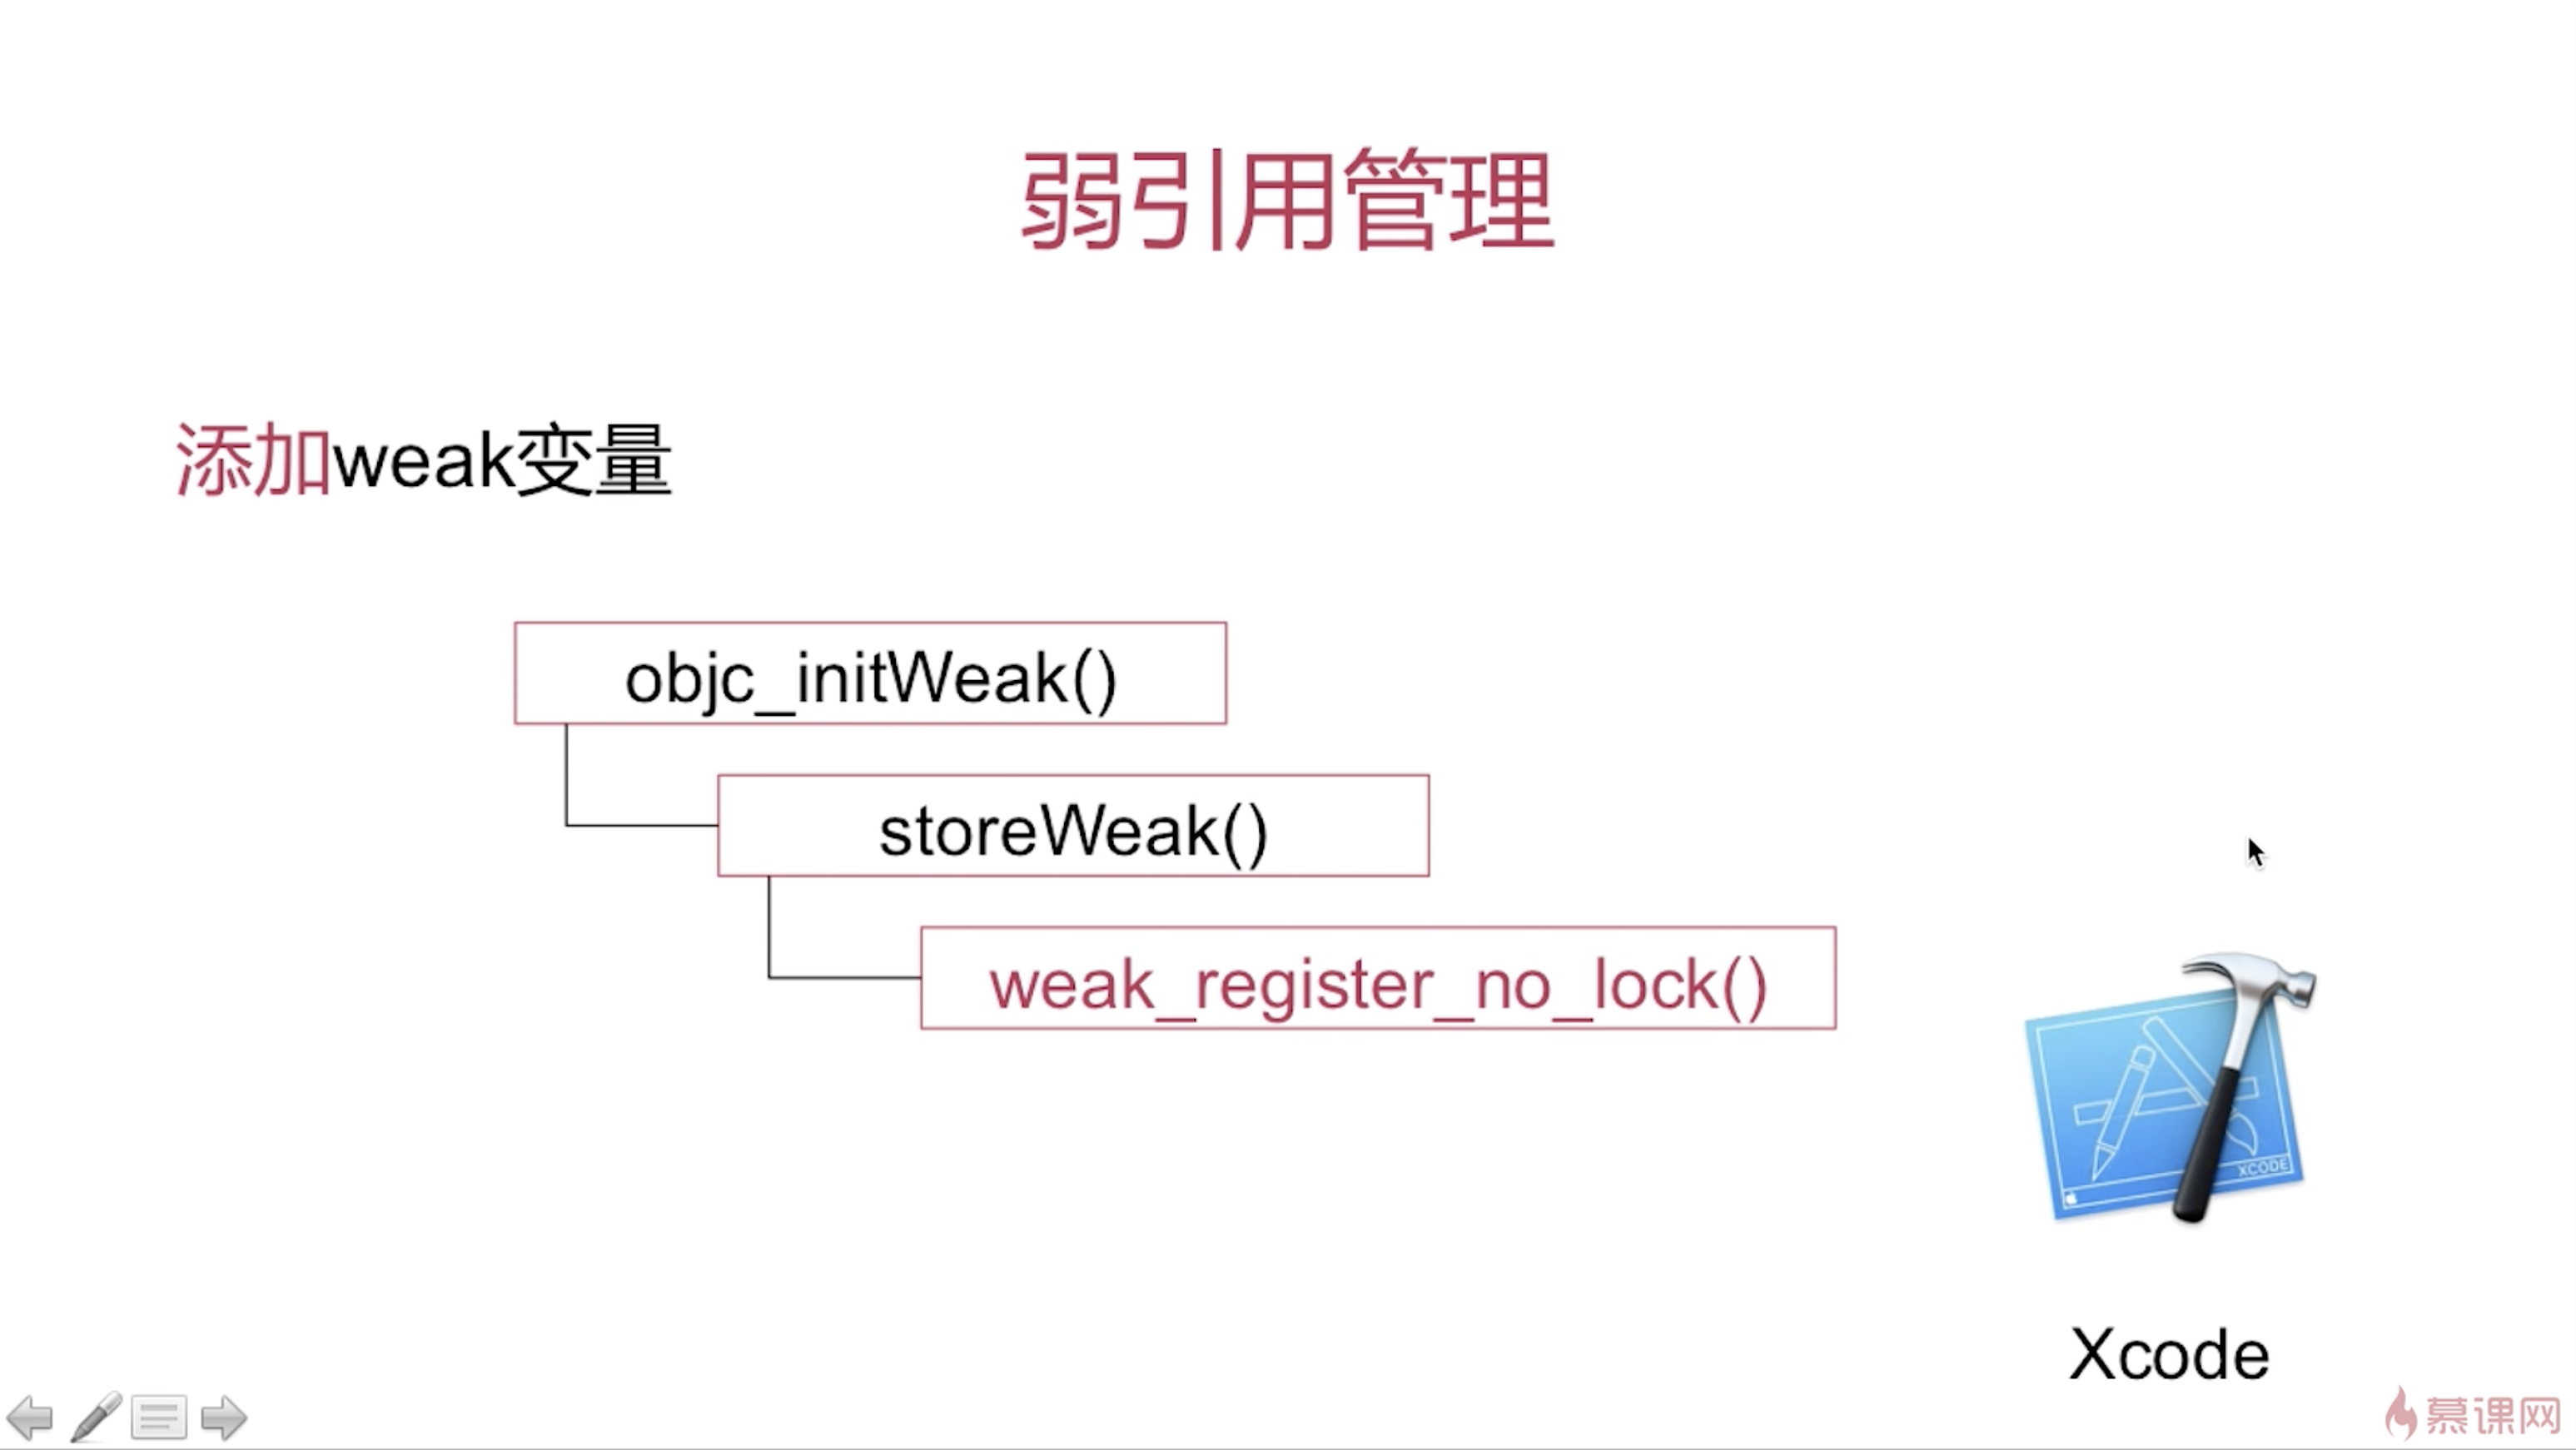 弱引用管理
添加weak变量
objc_initWeak()
storeWeak()
weak_register_no_lock()
XCODE
Xcode
慕课网